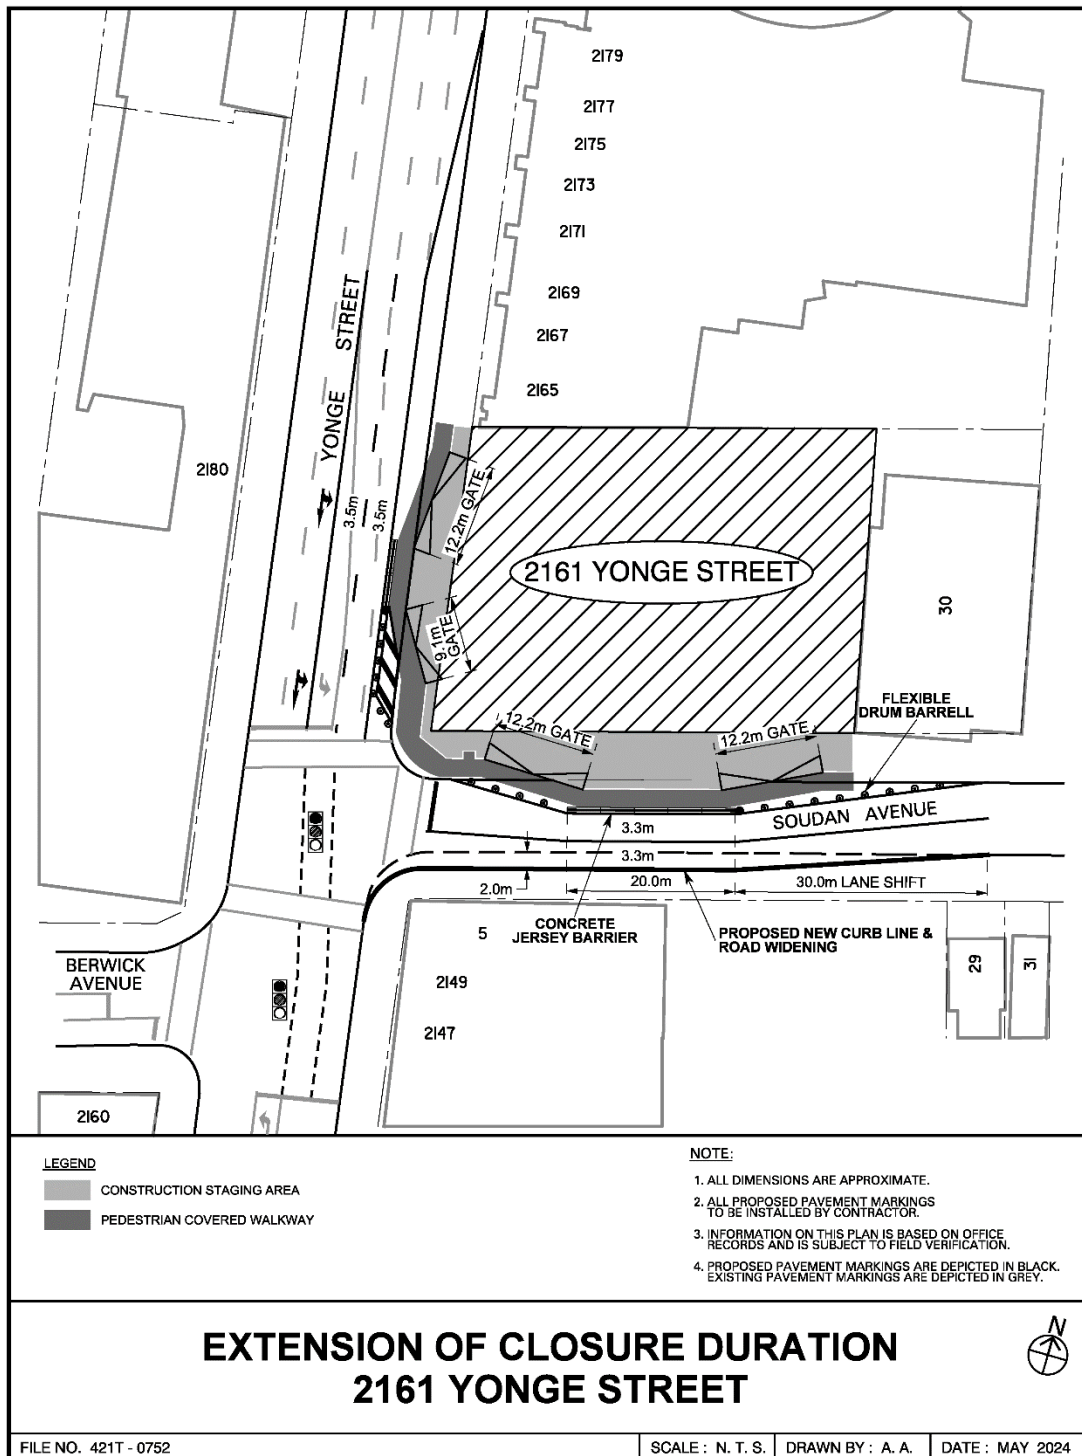 2179
2177
2175
2173
2171
2169
2167
2165
YONGE STREET
2180
3.5m
3.5m
12.2m GATE
2161 YONGE STREET
9.1m
GATE
30
FLEXIBLE
DRUM BARRELL
12.2m GATE
12.2m GATE
SOUDAN AVENUE
3.3m
3.3m
2.0m
20.0m
30.0m LANE SHIFT
CONCRETE
JERSEY BARRIER
PROPOSED NEW CURB LINE &
ROAD WIDENING
5
BERWICK
AVENUE
2149
2147
29
31
2160
LEGEND
CONSTRUCTION STAGING AREA
PEDESTRIAN COVERED WALKWAY
NOTE:
1. ALL DIMENSIONS ARE APPROXIMATE.
2. ALL PROPOSED PAVEMENT MARKINGS
TO BE INSTALLED BY CONTRACTOR.
3. INFORMATION ON THIS PLAN IS BASED ON OFFICE
RECORDS AND IS SUBJECT TO FIELD VERIFICATION.
4. PROPOSED PAVEMENT MARKINGS ARE DEPICTED IN BLACK.
EXISTING PAVEMENT MARKINGS ARE DEPICTED IN GREY.
EXTENSION OF CLOSURE DURATION
2161 YONGE STREET
N
FILE NO. 421T - 0752
SCALE : N. T. S.
DRAWN BY : A. A.
DATE : MAY 2024